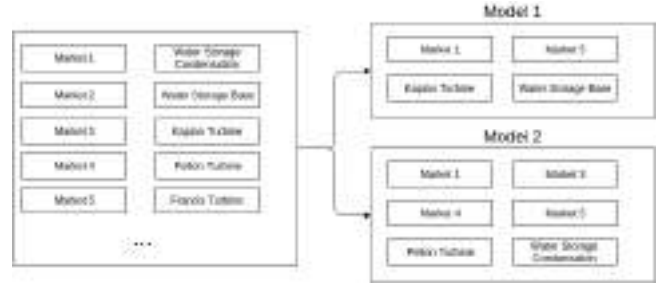 Model 1
Market 1
Water Storage
Condensation
Market 2
Water Storage Base
Market 3
Kaplan Turbine
Market 4
Pelton Turbine
Market 5
Francis Turbine
...
Market 1
Market 5
Kaplan Turbine
Water Storage Base
Model 2
Market 1
Market 3
Market 4
Market 5
Pelton Turbine
Water Storage
Condensation